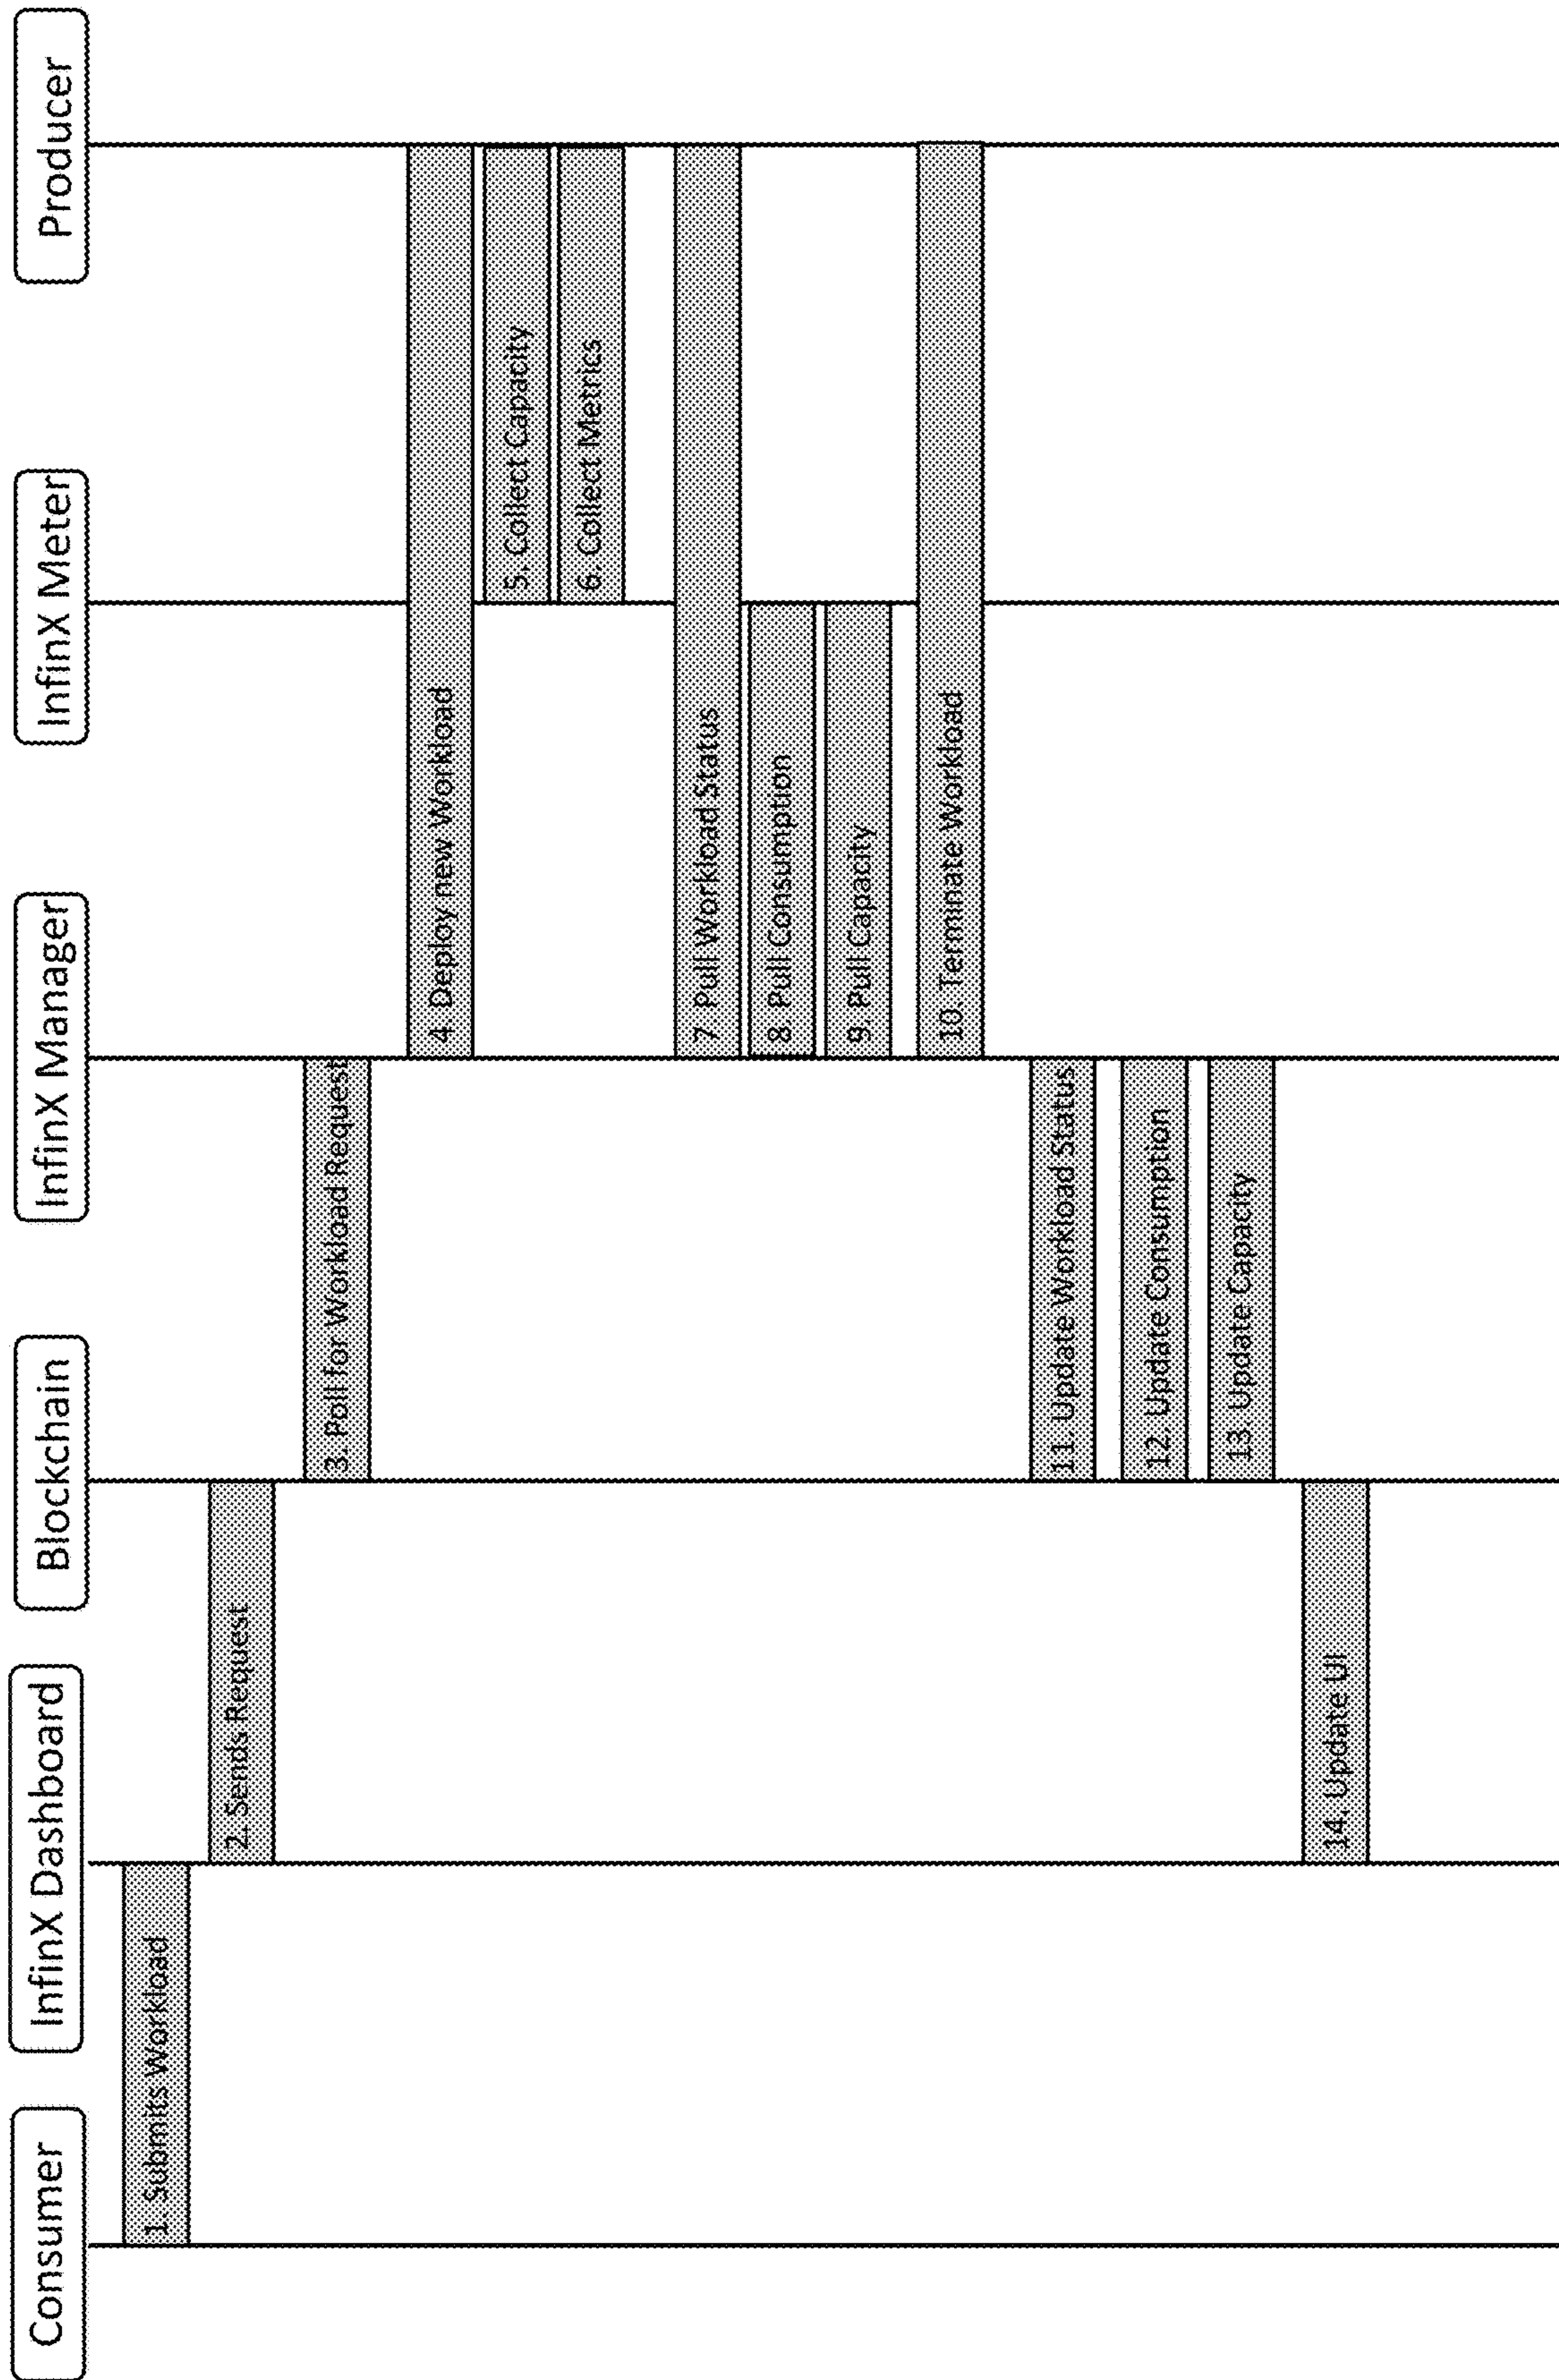 Consumer
InfinX Dashboard
Blockchain
InfinX Manager
InfinX Meter
Producer
1. Submits Workload
2. Sends Request
3. Poll for Workload Request
4. Deploy new Workload
5. Collect Capacity
6. Collect Metrics
7. Pull Workload Status
8. Pull Consumption
9. Pull Capacity
10. Terminate Workload
11. Update Workload Status
12. Update Consumption
13. Update Capacity
14. Update UI